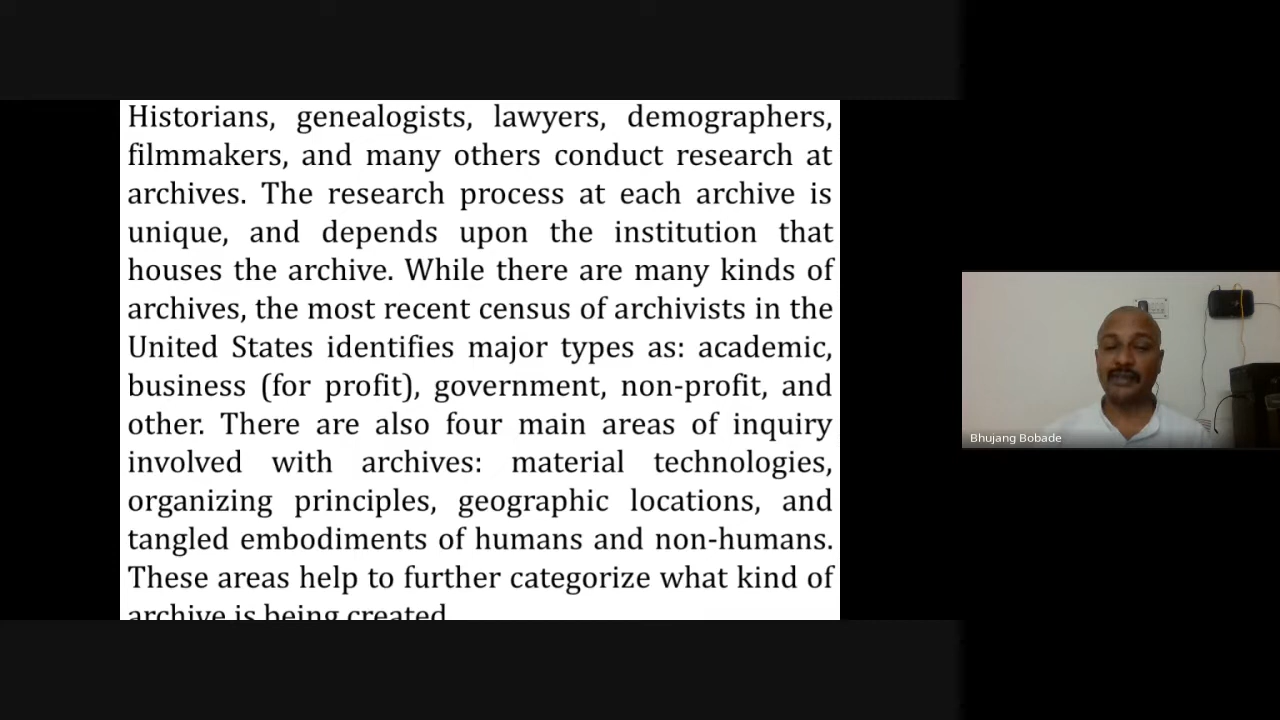 Historians, genealogists, lawyers, demographers,
filmmakers, and many others conduct research at
archives. The research process at each archive is
unique, and depends upon the institution that
houses the archive. While there are many kinds of
archives, the most recent census of archivists in the
United States identifies major types as: academic,
business (for profit), government, non-profit, and
other. There are also four main areas of inquiry
involved with archives: material technologies,
organizing principles, geographic locations, and
tangled embodiments of humans and non-humans.
These areas help to further categorize what kind of
archive is being created
Bhujang Bobade